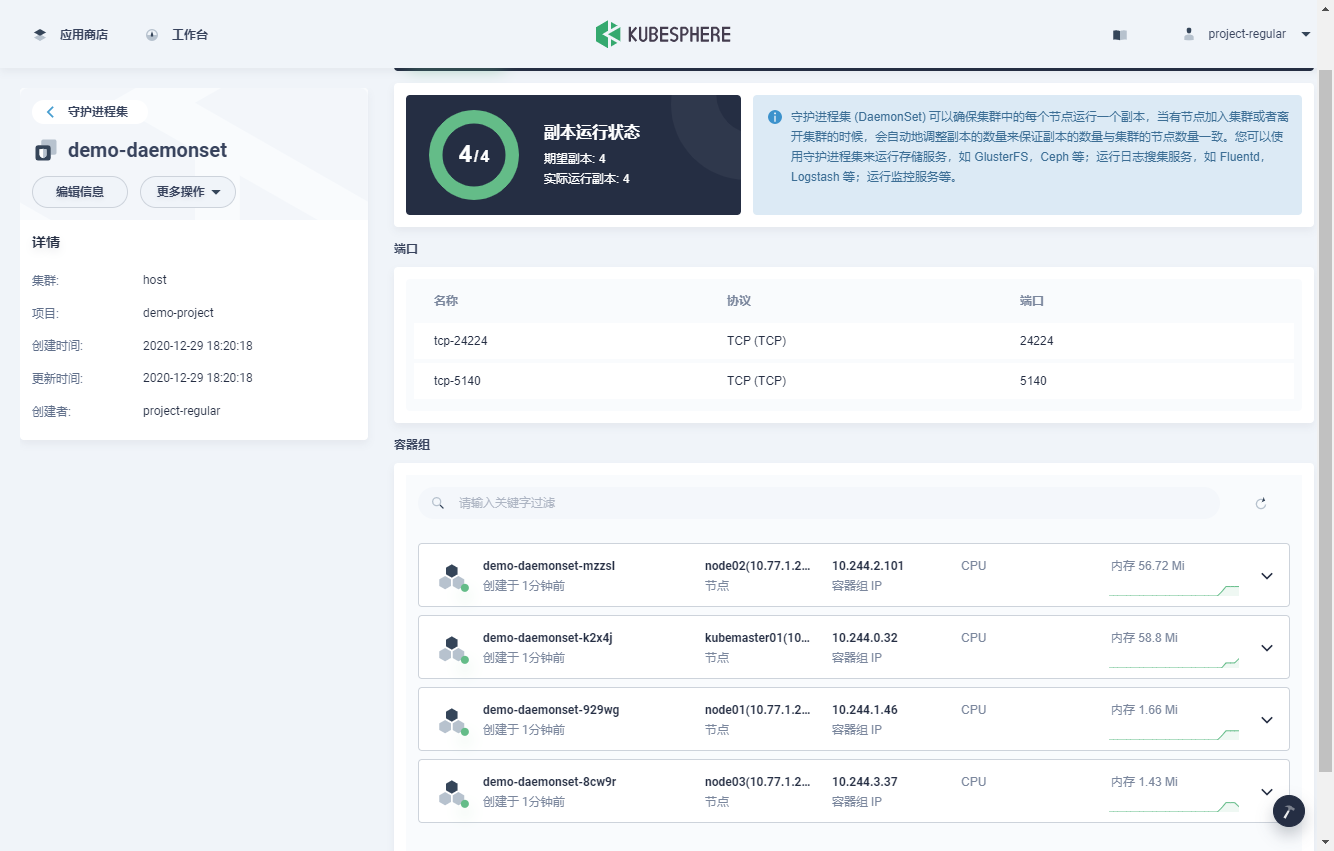 应用商店
工作台
KUBESPHERE
project-regular
守护进程集
demo-daemonset
编辑信息
更多操作
详情
集群: host
项目: demo-project
创建时间: 2020-12-29 18:20:18
更新时间: 2020-12-29 18:20:18
创建者: project-regular
4/4
副本运行状态
期望副本: 4
实际运行副本: 4
守护进程集 (DaemonSet) 可以确保集群中的每个节点运行一个副本，当有节点加入集群或者离
开集群的时候，会自动地调整副本的数量来保证副本的数量与集群的节点数量一致。您可以使
用守护进程集来运行存储服务，如 GlusterFS，Ceph 等；运行日志搜集服务，如 Fluentd，
Logstash 等；运行监控服务等。
端口
名称 协议 端口
tcp-24224 TCP (TCP) 24224
tcp-5140 TCP (TCP) 5140
容器组
请输入关键字过滤
demo-daemonset-mzzsl node02(10.77.1.2... 10.244.2.101 CPU 内存 56.72 Mi
创建于 1分钟前 节点 容器组 IP
demo-daemonset-k2x4j kubemaster01(10... 10.244.0.32 CPU 内存 58.8 Mi
创建于 1分钟前 节点 容器组 IP
demo-daemonset-929wg node01(10.77.1.2... 10.244.1.46 CPU 内存 1.66 Mi
创建于 1分钟前 节点 容器组 IP
demo-daemonset-8cw9r node03(10.77.1.2... 10.244.3.37 CPU 内存 1.43 Mi
创建于 1分钟前 节点 容器组 IP